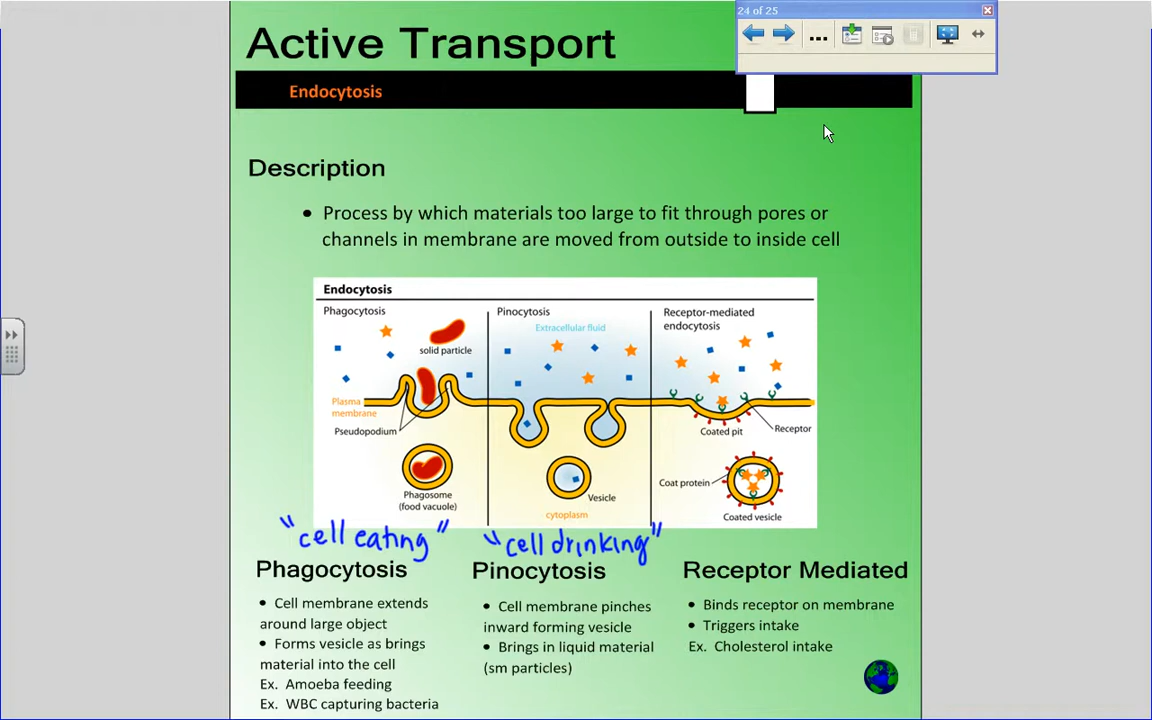 24 of 25
Active Transport
...
Endocytosis
Description
• Process by which materials too large to fit through pores or
channels in membrane are moved from outside to inside cell
Endocytosis
Phagocytosis
solid particle
Plasma
membrane
Pseudopodium
Phagosome
(food vacuole)
Pinocytosis
Extracellular fluid
Vesicle
cytoplasm
Receptor-mediated
endocytosis
Coated pit
Receptor
Coat protein
Coated vesicle
"cell eating"
Phagocytosis
• Cell membrane extends
around large object
• Forms vesicle as brings
material into the cell
Ex. Amoeba feeding
Ex. WBC capturing bacteria
"cell drinking"
Pinocytosis
• Cell membrane pinches
inward forming vesicle
• Brings in liquid material
(sm particles)
Receptor Mediated
• Binds receptor on membrane
• Triggers intake
Ex. Cholesterol intake